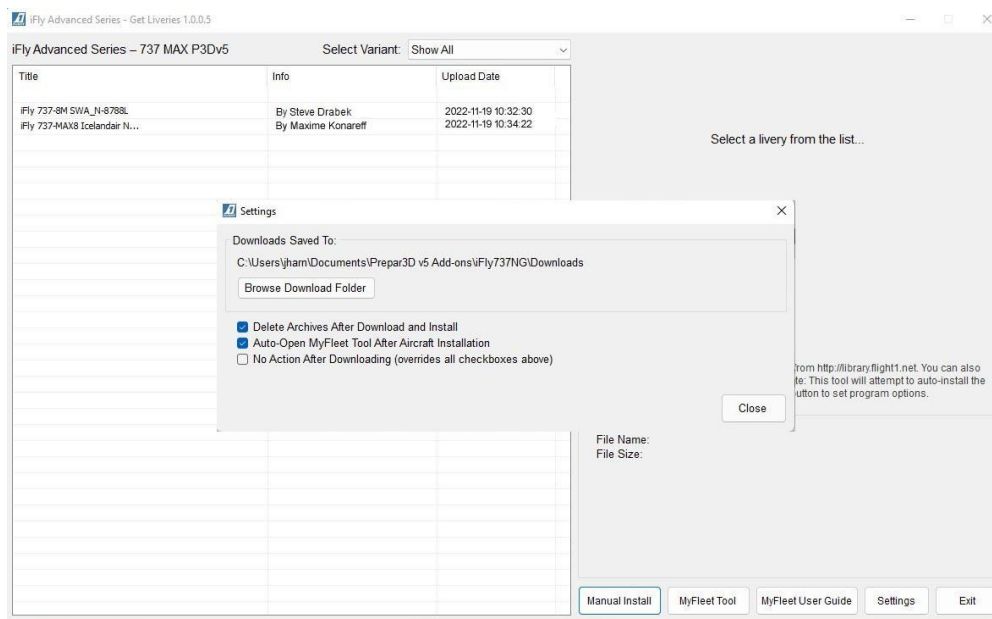 iFly Advanced Series - Get Liveries 1.0.0.5
iFly Advanced Series – 737 MAX P3Dv5
Select Variant: Show All
Title Info Upload Date
iFly 737-8M SWA_N-8788L By Steve Drabek 2022-11-19 10:32:30
iFly 737-MAX8 Icelandair N... By Maxime Konareff 2022-11-19 10:34:22
Select a livery from the list...
Settings
Downloads Saved To:
C:\Users\jharn\Documents\Prepar3D v5 Add-ons\iFly737NG\Downloads
Browse Download Folder
Delete Archives After Download and Install
Auto-Open MyFleet Tool After Aircraft Installation
No Action After Downloading (overrides all checkboxes above)
Close
from http://library.flight1.net. You can also
te: This tool will attempt to auto-install the
utton to set program options.
File Name:
File Size:
Manual Install MyFleet Tool MyFleet User Guide Settings Exit